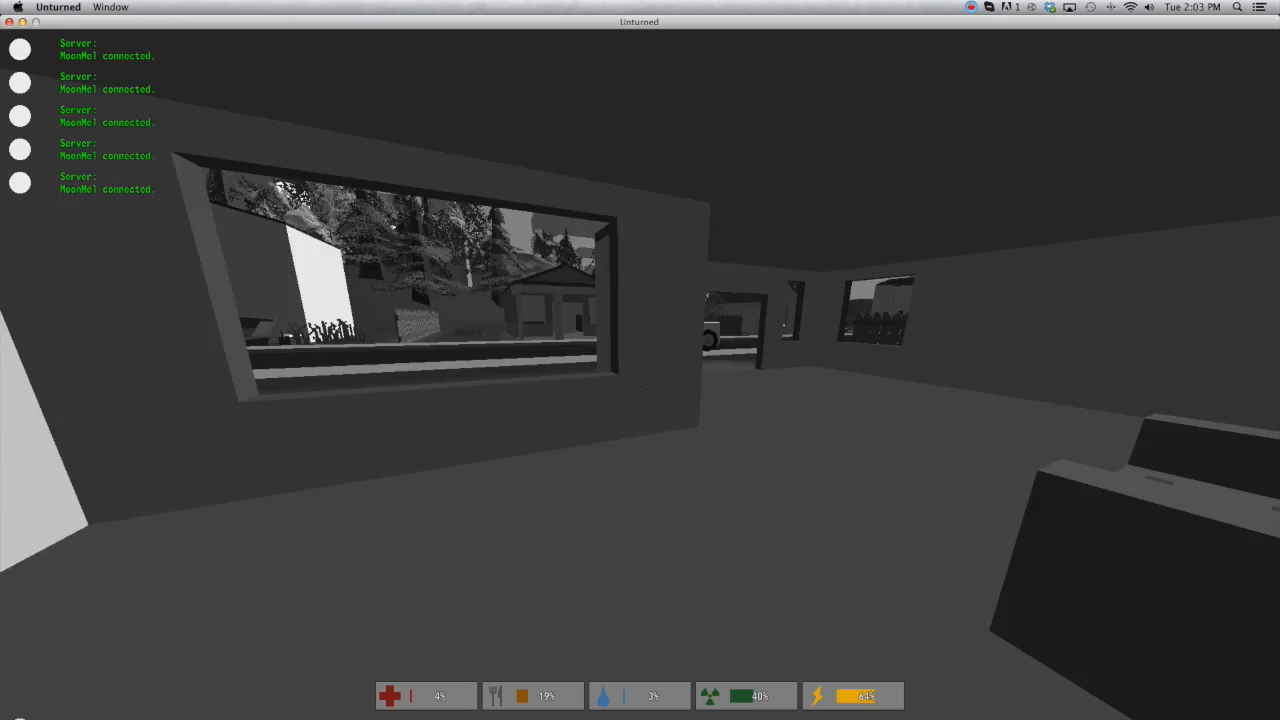 Unturned Window
1 Tue 2:03 PM
Unturned
Server:
MoonMel connected.
Server:
MoonMel connected.
Server:
MoonMel connected.
Server:
MoonMel connected.
Server:
MoonMel connected.
4% 19% 3% 40% 64%